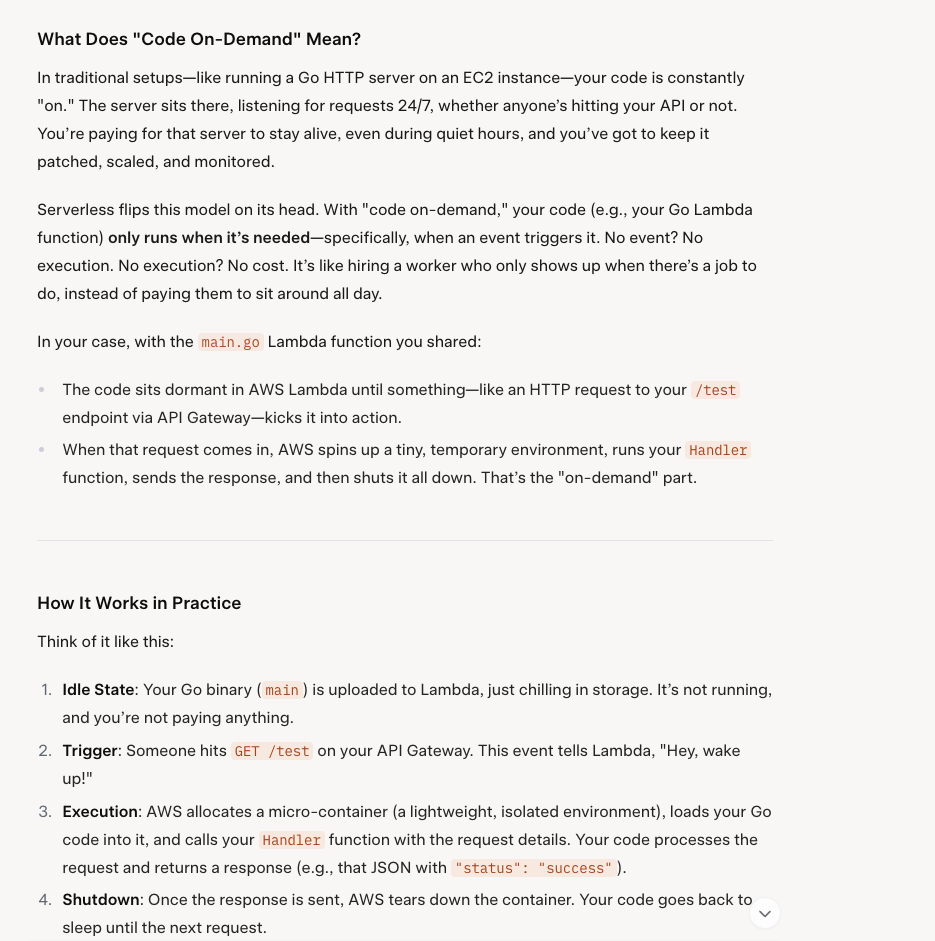 What Does "Code On-Demand" Mean?
In traditional setups—like running a Go HTTP server on an EC2 instance—your code is constantly
"on." The server sits there, listening for requests 24/7, whether anyone’s hitting your API or not.
You’re paying for that server to stay alive, even during quiet hours, and you’ve got to keep it
patched, scaled, and monitored.
Serverless flips this model on its head. With "code on-demand," your code (e.g., your Go Lambda
function) only runs when it’s needed—specifically, when an event triggers it. No event? No
execution. No execution? No cost. It’s like hiring a worker who only shows up when there’s a job to
do, instead of paying them to sit around all day.
In your case, with the main.go Lambda function you shared:
• The code sits dormant in AWS Lambda until something—like an HTTP request to your /test
endpoint via API Gateway—kicks it into action.
• When that request comes in, AWS spins up a tiny, temporary environment, runs your Handler
function, sends the response, and then shuts it all down. That’s the "on-demand" part.
How It Works in Practice
Think of it like this:
1. Idle State: Your Go binary (main) is uploaded to Lambda, just chilling in storage. It’s not running,
and you’re not paying anything.
2. Trigger: Someone hits GET /test on your API Gateway. This event tells Lambda, "Hey, wake
up!"
3. Execution: AWS allocates a micro-container (a lightweight, isolated environment), loads your Go
code into it, and calls your Handler function with the request details. Your code processes the
request and returns a response (e.g., that JSON with "status": "success").
4. Shutdown: Once the response is sent, AWS tears down the container. Your code goes back to
sleep until the next request.